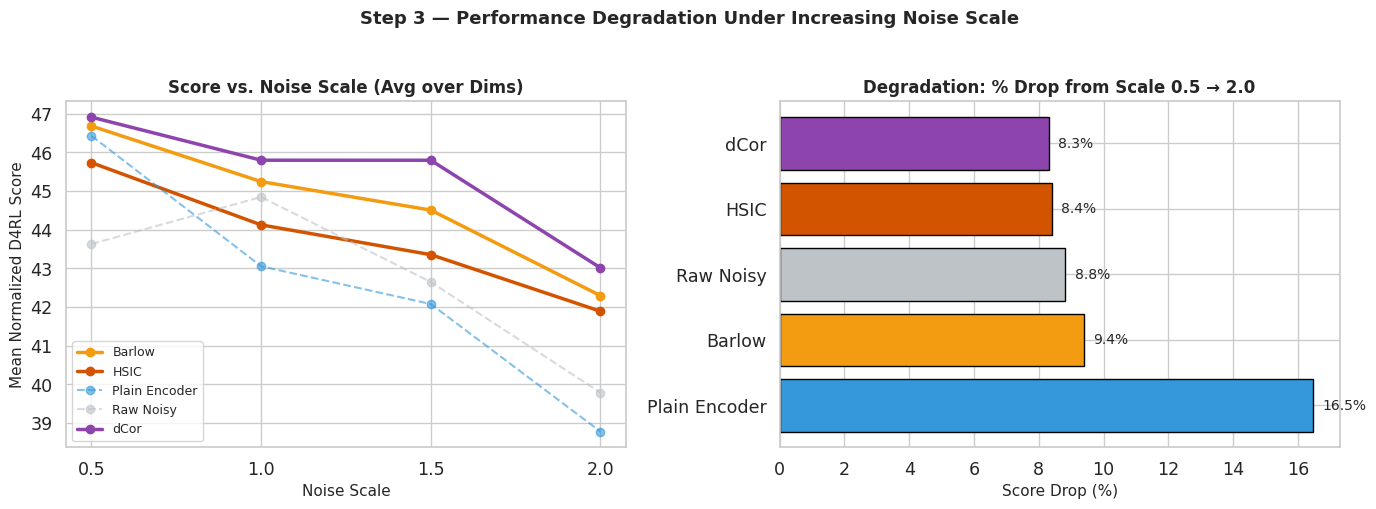 Step 3 — Performance Degradation Under Increasing Noise Scale
Score vs. Noise Scale (Avg over Dims)
Mean Normalized D4RL Score
47
46
45
44
43
42
41
40
39
Barlow
HSIC
Plain Encoder
Raw Noisy
dCor
0.5
1.0
1.5
2.0
Noise Scale
Degradation: % Drop from Scale 0.5 → 2.0
dCor
8.3%
HSIC
8.4%
Raw Noisy
8.8%
Barlow
9.4%
Plain Encoder
16.5%
0
2
4
6
8
10
12
14
16
Score Drop (%)